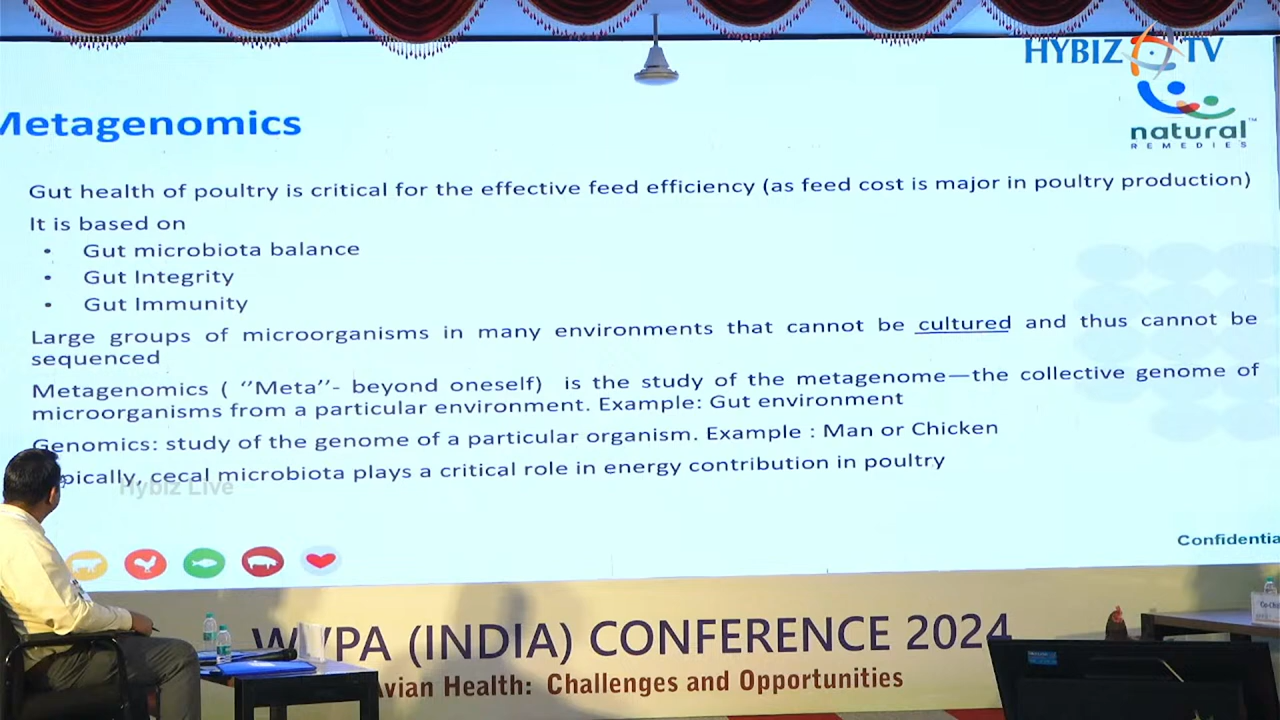 HYBIZ TV
natural™
REMEDIES
Metagenomics
Gut health of poultry is critical for the effective feed efficiency (as feed cost is major in poultry production)
It is based on
• Gut microbiota balance
• Gut Integrity
• Gut Immunity
Large groups of microorganisms in many environments that cannot be cultured and thus cannot be
sequenced
Metagenomics ( ‘‘Meta’’- beyond oneself) is the study of the metagenome—the collective genome of
microorganisms from a particular environment. Example: Gut environment
Genomics: study of the genome of a particular organism. Example : Man or Chicken
pically, cecal microbiota plays a critical role in energy contribution in poultry
Hybiz Live
Confidentia
WVPA (INDIA) CONFERENCE 2024
Avian Health: Challenges and Opportunities